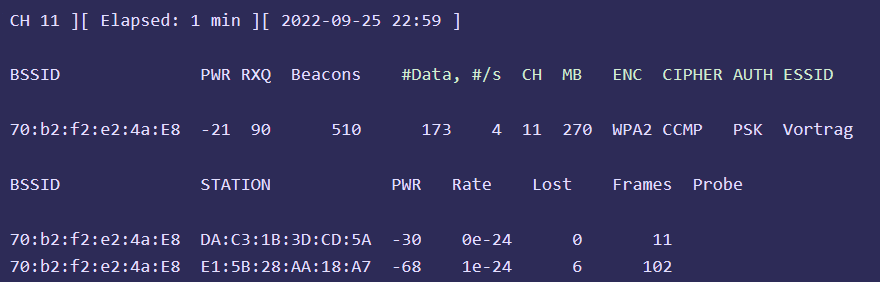 CH 11 ][ Elapsed: 1 min ][ 2022-09-25 22:59 ]
BSSID PWR RXQ Beacons #Data, #/s CH MB ENC CIPHER AUTH ESSID
70:b2:f2:e2:4a:E8 -21 90 510 173 4 11 270 WPA2 CCMP PSK Vortrag
BSSID STATION PWR Rate Lost Frames Probe
70:b2:f2:e2:4a:E8 DA:C3:1B:3D:CD:5A -30 0e-24 0 11
70:b2:f2:e2:4a:E8 E1:5B:28:AA:18:A7 -68 1e-24 6 102